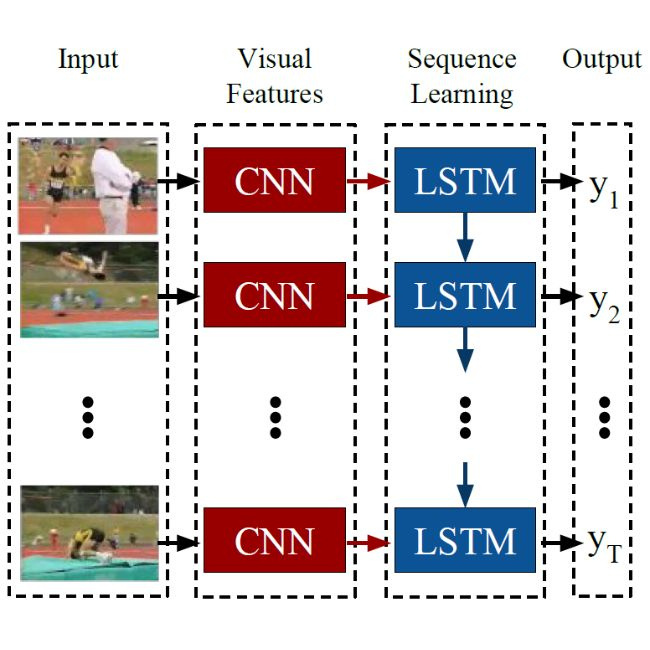 Input
Visual
Features
Sequence
Learning
Output
CNN
LSTM
y1
CNN
LSTM
y2
CNN
LSTM
yT